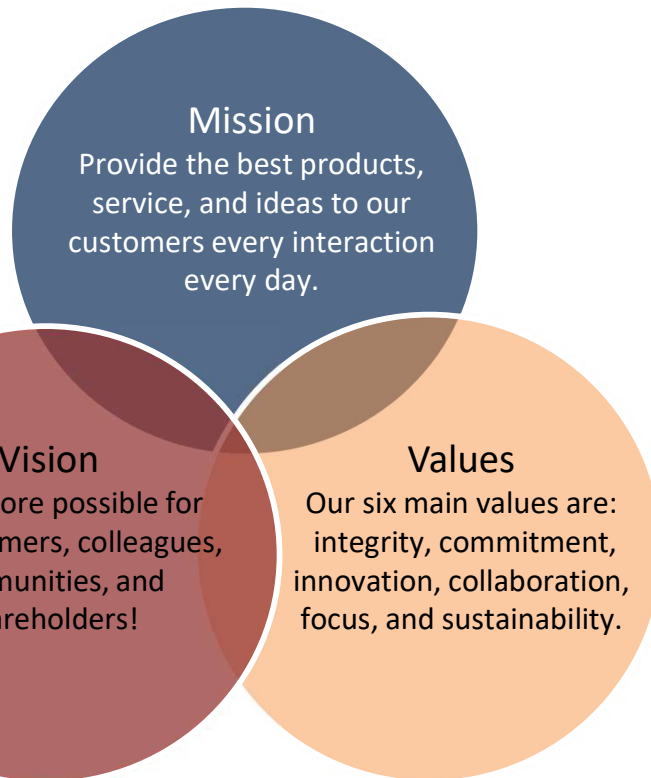 Mission
Provide the best products,
service, and ideas to our
customers every interaction
every day.
Vision
possible for
colleagues,
and
Values
Our six main values are:
integrity, commitment,
innovation, collaboration,
focus, and sustainability.